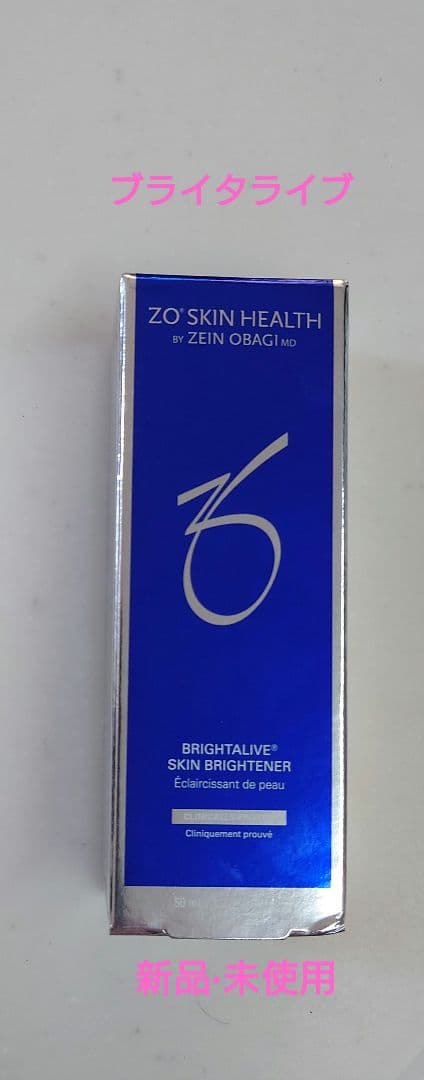 ブライタライブ
ZO® SKIN HEALTH
BY ZEIN OBAGI MD
BRIGHTALIVE®
SKIN BRIGHTENER
Éclaircissant de peau
Cliniquement prouvé
新品·未使用